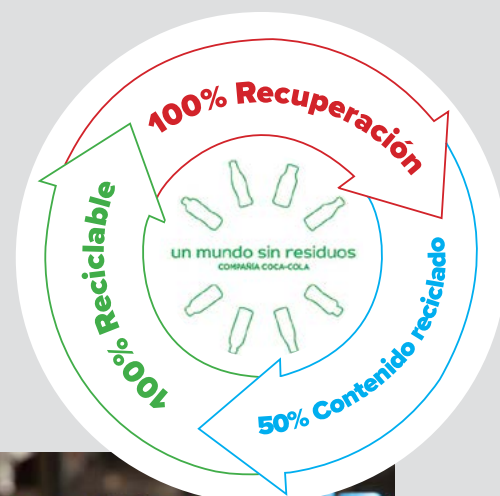 100% Recuperación
un mundo sin residuos
COMPAÑÍA COCA-COLA
50% Contenido reciclado
100% Reciclable